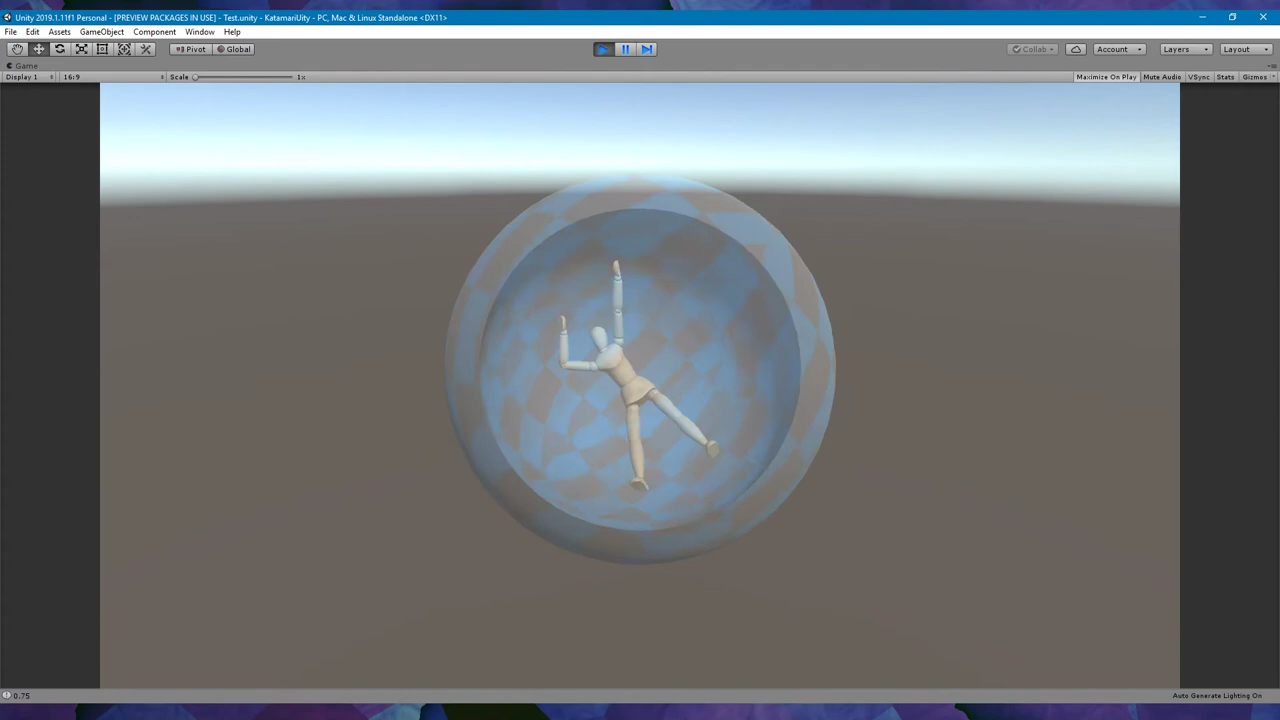 Unity 2019.1.11f1 Personal - [PREVIEW PACKAGES IN USE] - Test.unity - KatamariUity - PC, Mac & Linux Standalone <DX11>
File Edit Assets GameObject Component Window Help
Pivot Global Collab Account Layers Layout
Game
Display 1 16:9 Scale 1x Maximize On Play Mute Audio VSync Stats Gizmos
0.75 Auto Generate Lighting On